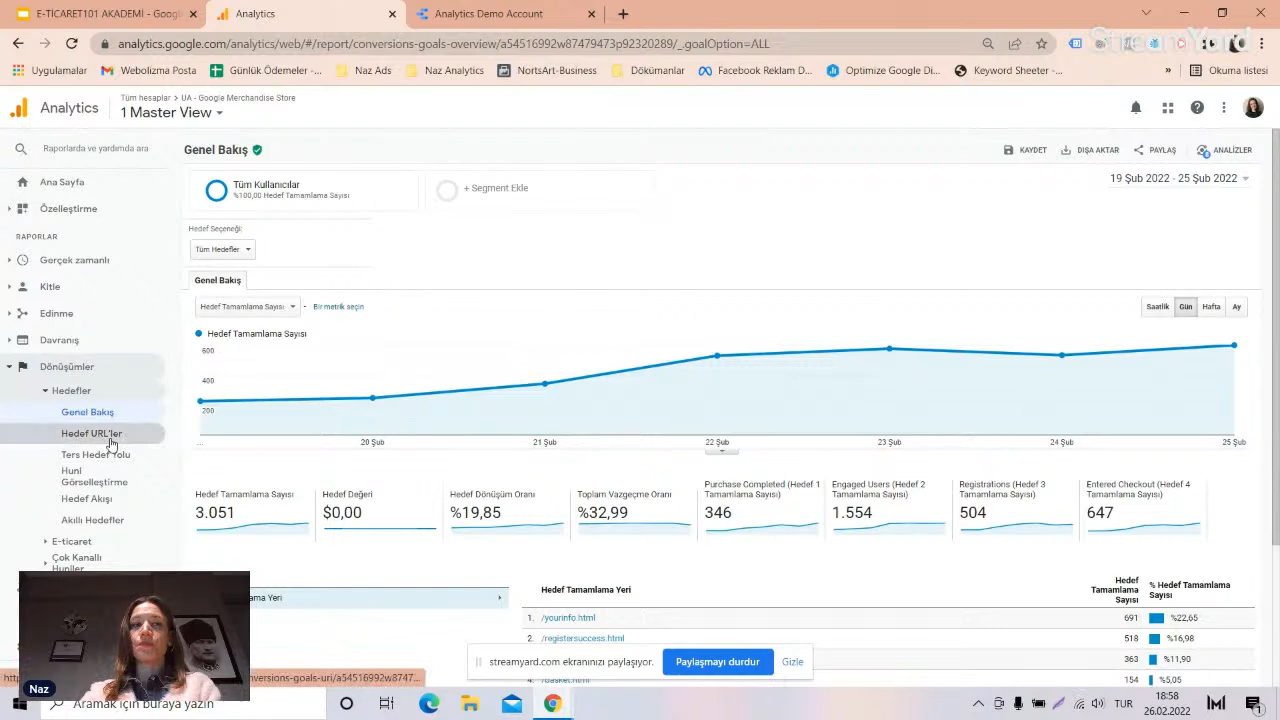 E-TİCARET101 AKADEMİ - Googl
Analytics
Analytics Demo Account
analytics.google.com/analytics/web/#/report/conversions-goals-overview/a54516992w87479473p92320289/_.goalOption=ALL
StreamYard
Uygulamalar
Webolizma Posta
Günlük Ödemeler -...
Naz Ads
Naz Analytics
NortsArt-Business
Dökümanlar
Facebook Reklam D...
Optimize Google Di...
Keyword Sheeter -...
»
Okuma listesi
Analytics
Tüm hesaplar > UA - Google Merchandise Store
1 Master View
Raporlarda ve yardımda ara
Ana Sayfa
Özelleştirme
RAPORLAR
Gerçek zamanlı
Kitle
Edinme
Davranış
Dönüşümler
Hedefler
Genel Bakış
Hedef URL'ler
Ters Hedef Yolu
Huni
Görselleştirme
Hedef Akışı
Akıllı Hedefler
E-ticaret
Çok Kanallı
Huniler
Genel Bakış
KAYDET
DIŞA AKTAR
PAYLAŞ
ANALİZLER
Tüm Kullanıcılar
%100,00 Hedef Tamamlama Sayısı
+ Segment Ekle
19 Şub 2022 - 25 Şub 2022
Hedef Seçeneği:
Tüm Hedefler
Genel Bakış
Hedef Tamamlama Sayısı
- Bir metrik seçin
Saatlik
Gün
Hafta
Ay
Hedef Tamamlama Sayısı
600
400
200
...
20 Şub
21 Şub
22 Şub
23 Şub
24 Şub
25 Şub
Hedef Tamamlama Sayısı
3.051
Hedef Değeri
$0,00
Hedef Dönüşüm Oranı
%19,85
Toplam Vazgeçme Oranı
%32,99
Purchase Completed (Hedef 1
Tamamlama Sayısı)
346
Engaged Users (Hedef 2
Tamamlama Sayısı)
1.554
Registrations (Hedef 3
Tamamlama Sayısı)
504
Entered Checkout (Hedef 4
Tamamlama Sayısı)
647
ama Yeri
Hedef Tamamlama Yeri
Hedef
Tamamlama
Sayısı
% Hedef Tamamlama
Sayısı
1. /yourinfo.html 691 %22,65
2. /registersuccess.html 518 %16,98
363 %11,90
4. /basket.html 154 %5,05
streamyard.com ekranınızı paylaşıyor.
Paylaşmayı durdur
Gizle
onversions-goals-uri/a54516992w8747...
Naz
Aramak için buraya yazın
TUR
18:58
26.02.2022